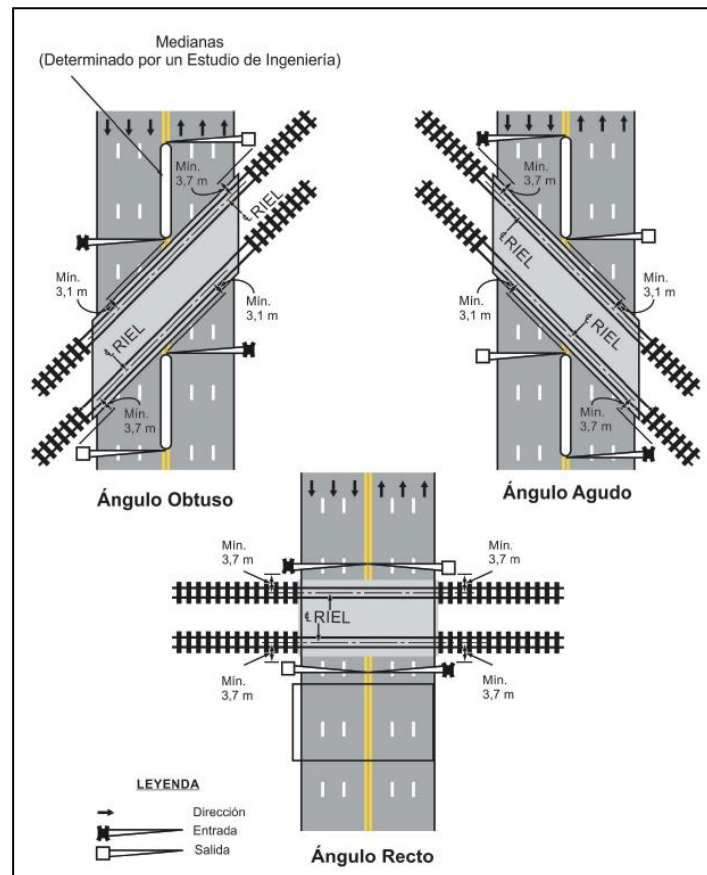 Medianas
(Determinado por un Estudio de Ingeniería)
Mín.
3,7 m
℄ RIEL
Mín.
3,1 m
Mín.
3,1 m
℄ RIEL
Mín.
3,7 m
Ángulo Obtuso
Mín.
3,7 m
℄ RIEL
Mín.
3,1 m
Mín.
3,1 m
℄ RIEL
Mín.
3,7 m
Ángulo Agudo
Mín.
3,7 m
Mín.
3,7 m
℄ RIEL
Mín.
3,7 m
Mín.
3,7 m
LEYENDA
Dirección
Entrada
Salida
Ángulo Recto